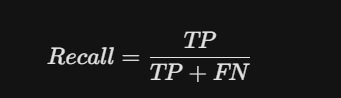 Recall = TP / (TP + FN)